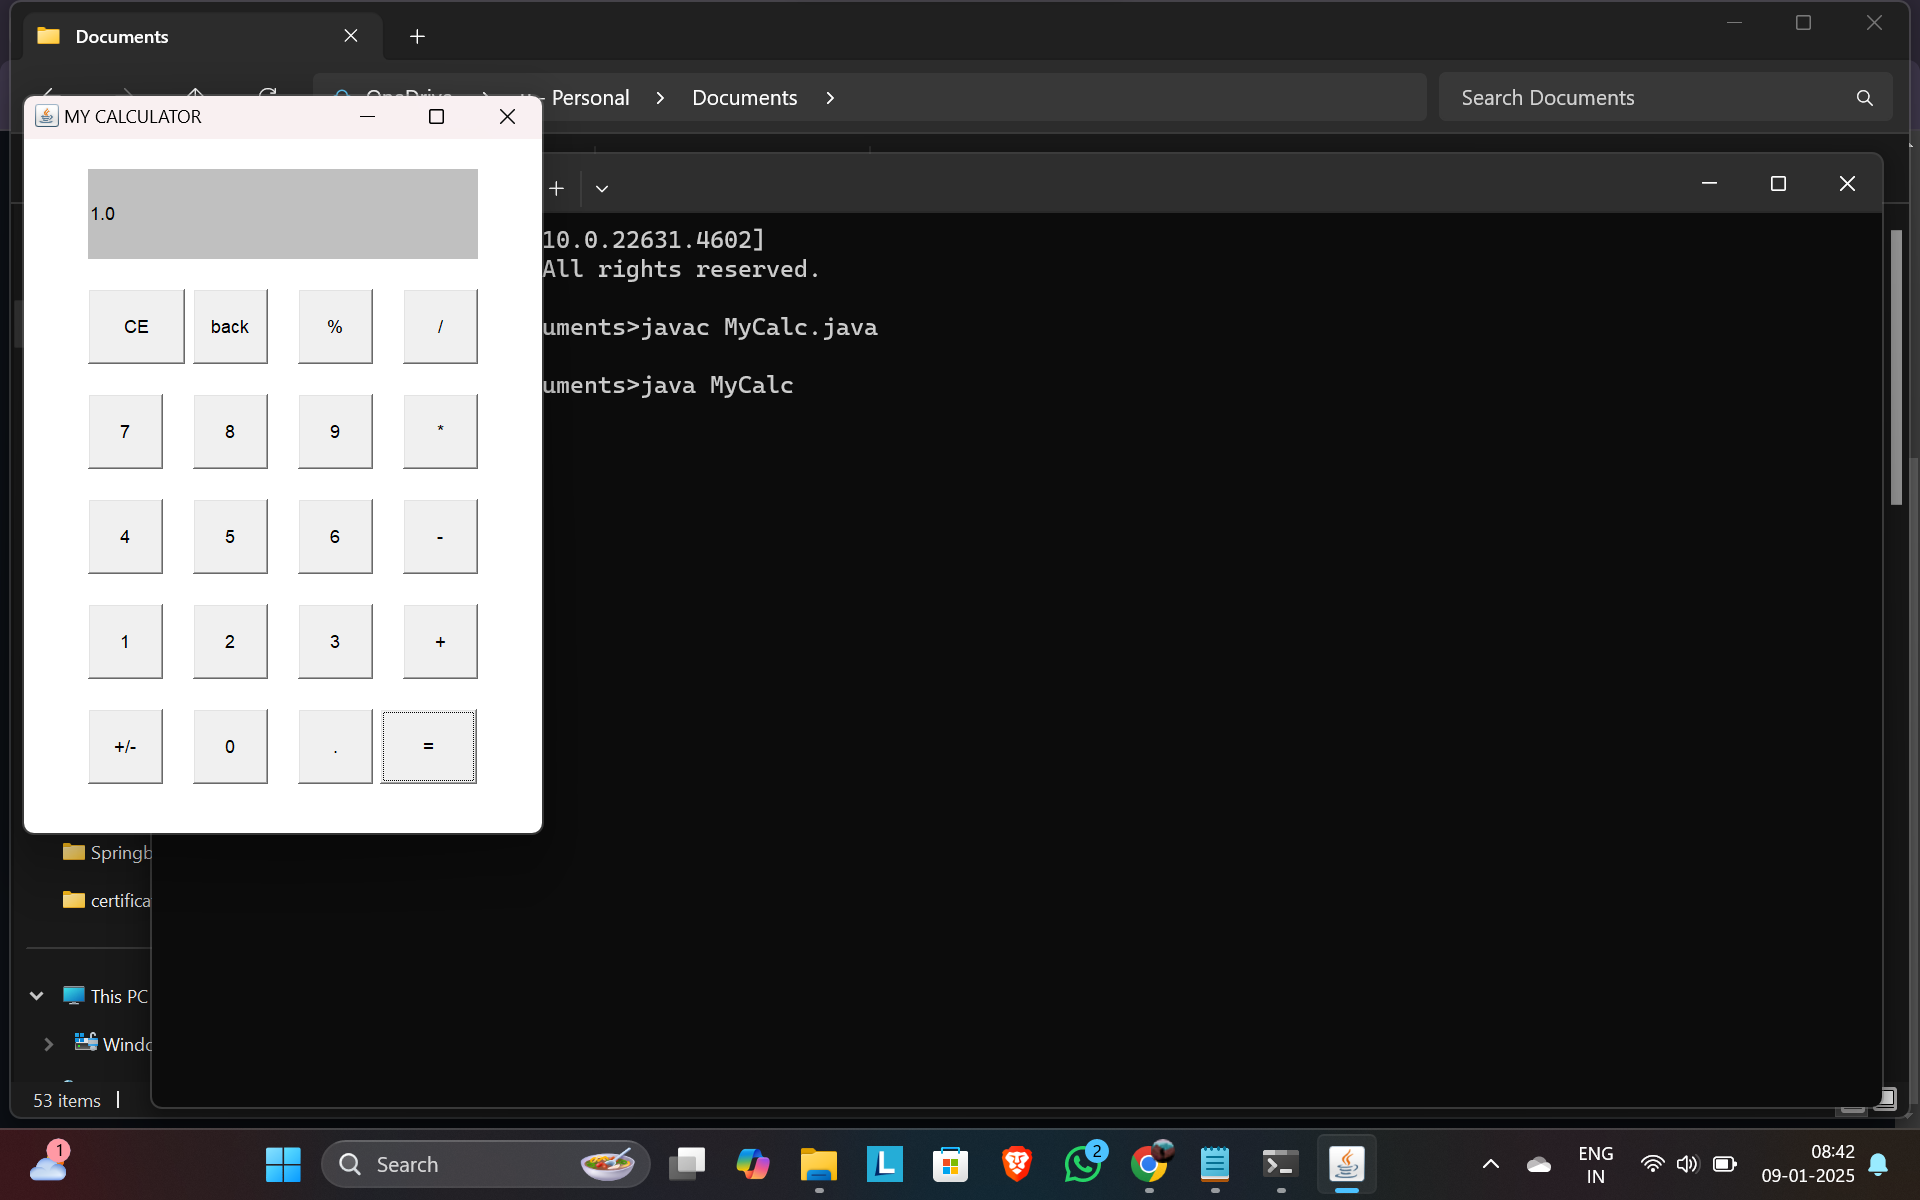 Documents
Personal > Documents >
Search Documents
MY CALCULATOR
1.0
CE back % /
7 8 9 *
4 5 6 -
1 2 3 +
+/- 0 . =
10.0.22631.4602]
All rights reserved.
uments>javac MyCalc.java
uments>java MyCalc
Springb
certifica
This PC
Windo
53 items
1
Search
L
2
ENG
IN
08:42
09-01-2025